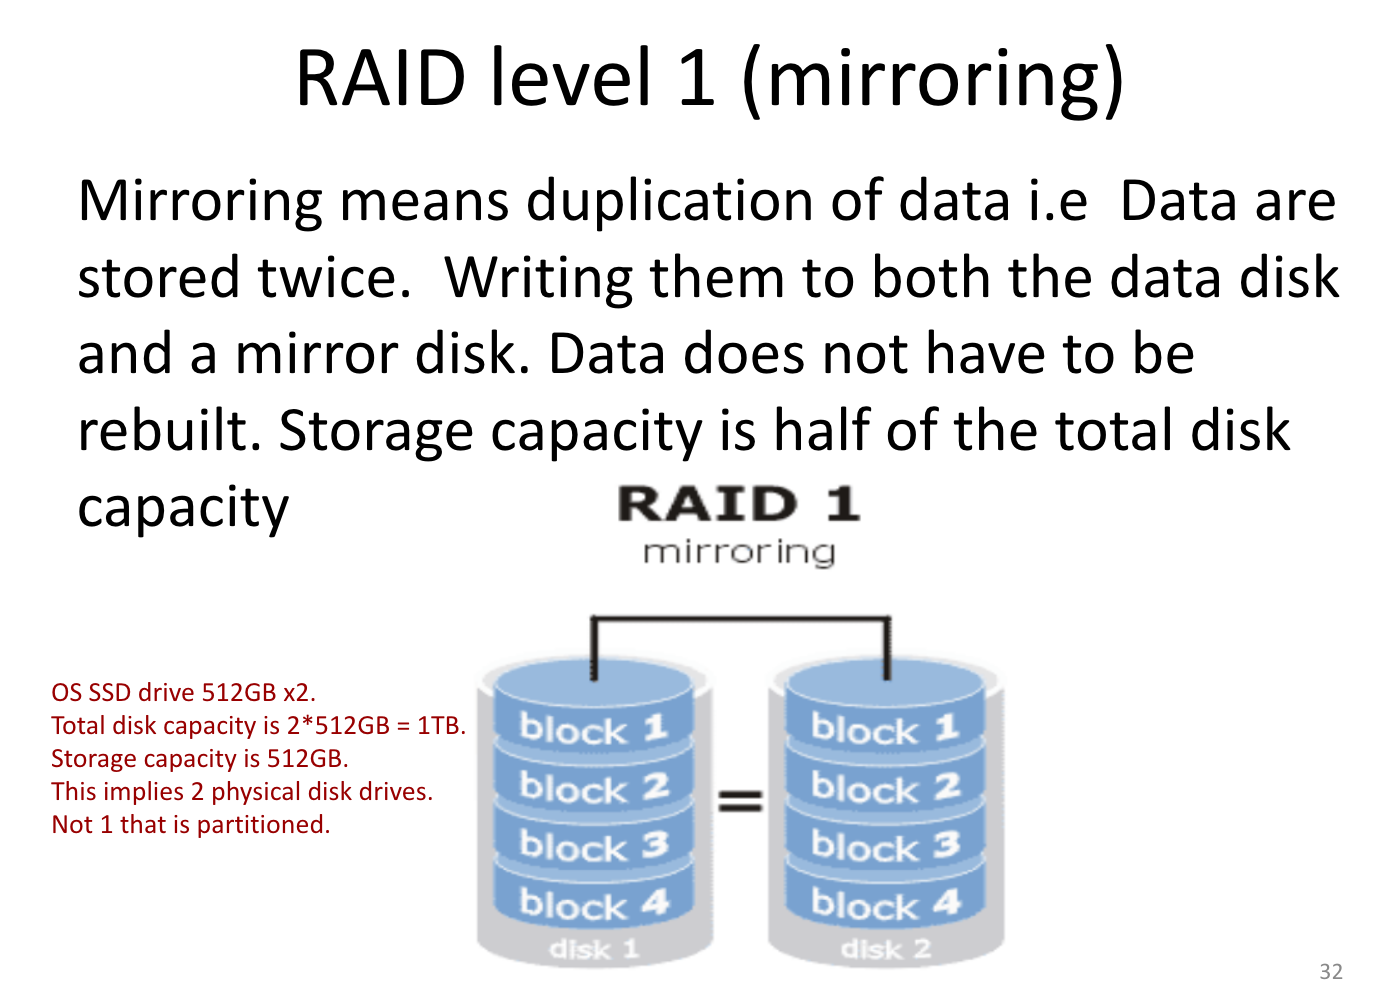 RAID level 1 (mirroring)
Mirroring means duplication of data i.e  Data are
stored twice.  Writing them to both the data disk
and a mirror disk. Data does not have to be
rebuilt. Storage capacity is half of the total disk
capacity
RAID 1
mirroring
OS SSD drive 512GB x2.
Total disk capacity is 2*512GB = 1TB.
Storage capacity is 512GB.
This implies 2 physical disk drives.
Not 1 that is partitioned.
block 1
block 2
block 3
block 4
disk 1
=
block 1
block 2
block 3
block 4
disk 2
32